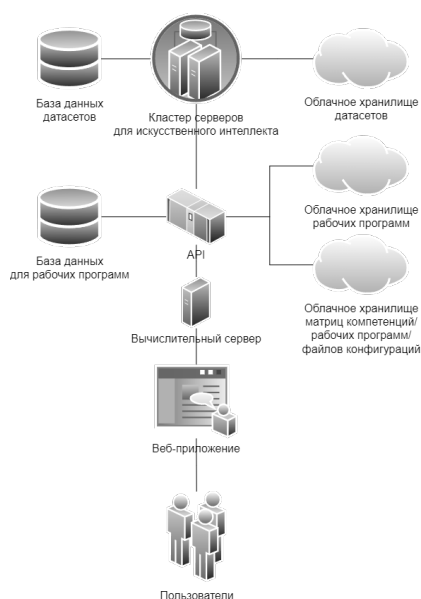 База данных
датасетов
Кластер серверов
для искусственного интеллекта
Облачное хранилище
датасетов
Облачное хранилище
рабочих программ
База данных
для рабочих программ
API
Облачное хранилище
матриц компетенций/
рабочих программ/
файлов конфигураций
Вычислительный сервер
Веб-приложение
Пользователи